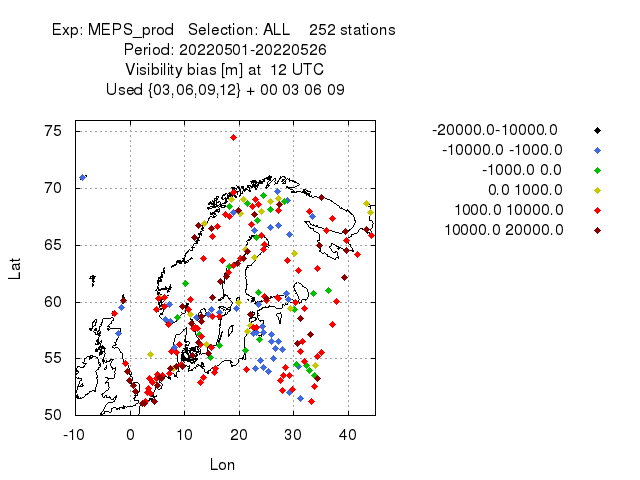 Exp: MEPS_prod Selection: ALL 252 stations
Period: 20220501-20220526
Visibility bias [m] at 12 UTC
Used {03,06,09,12} + 00 03 06 09
-20000.0-10000.0
-10000.0 -1000.0
-1000.0 0.0
0.0 1000.0
1000.0 10000.0
10000.0 20000.0
75
70
65
60
55
50
Lat
-10 0 10 20 30 40
Lon